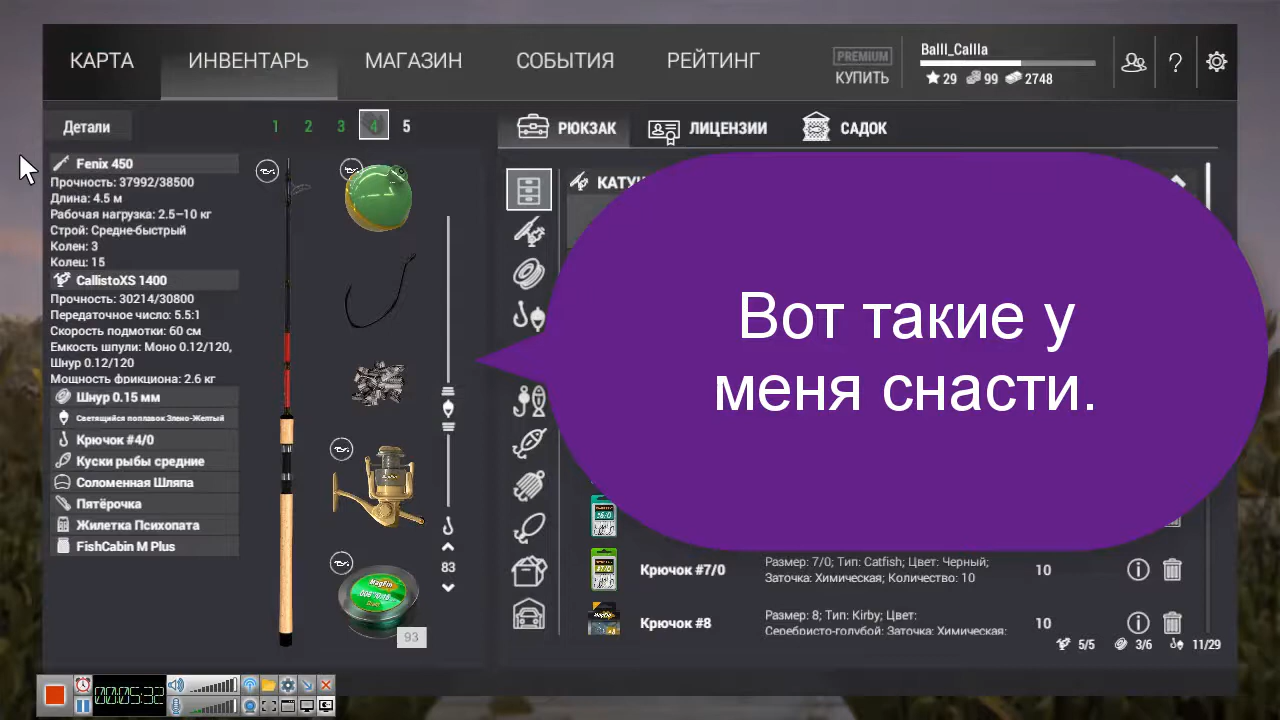 КАРТА
ИНВЕНТАРЬ
МАГАЗИН
СОБЫТИЯ
РЕЙТИНГ
PREMIUM
КУПИТЬ
Balll_Callla
29 99 2748
?
Детали
1 2 3 4 5
РЮКЗАК
ЛИЦЕНЗИИ
САДОК
Fenix 450
Прочность: 37992/38500
Длина: 4.5 м
Рабочая нагрузка: 2.5–10 кг
Строй: Средне-быстрый
Колен: 3
Колец: 15
CallistoXS 1400
Прочность: 30214/30800
Передаточное число: 5.5:1
Скорость подмотки: 60 см
Емкость шпули: Моно 0.12/120,
Шнур 0.12/120
Мощность фрикциона: 2.6 кг
Шнур 0.15 мм
Светящийся поплавок Злено-Желтый
Крючок #4/0
Куски рыбы средние
Соломенная Шляпа
Пятёрочка
Жилетка Психопата
FishCabin M Plus
83
MagFin
93
Вот такие у
меня снасти.
Крючок #7/0
Размер: 7/0; Тип: Catfish; Цвет: Черный;
Заточка: Химическая; Количество: 10
10
Крючок #8
Размер: 8; Тип: Kirby; Цвет:
Серебристо-голубой; Заточка: Химическая;
10
5/5 3/6 11/29
00:05:32